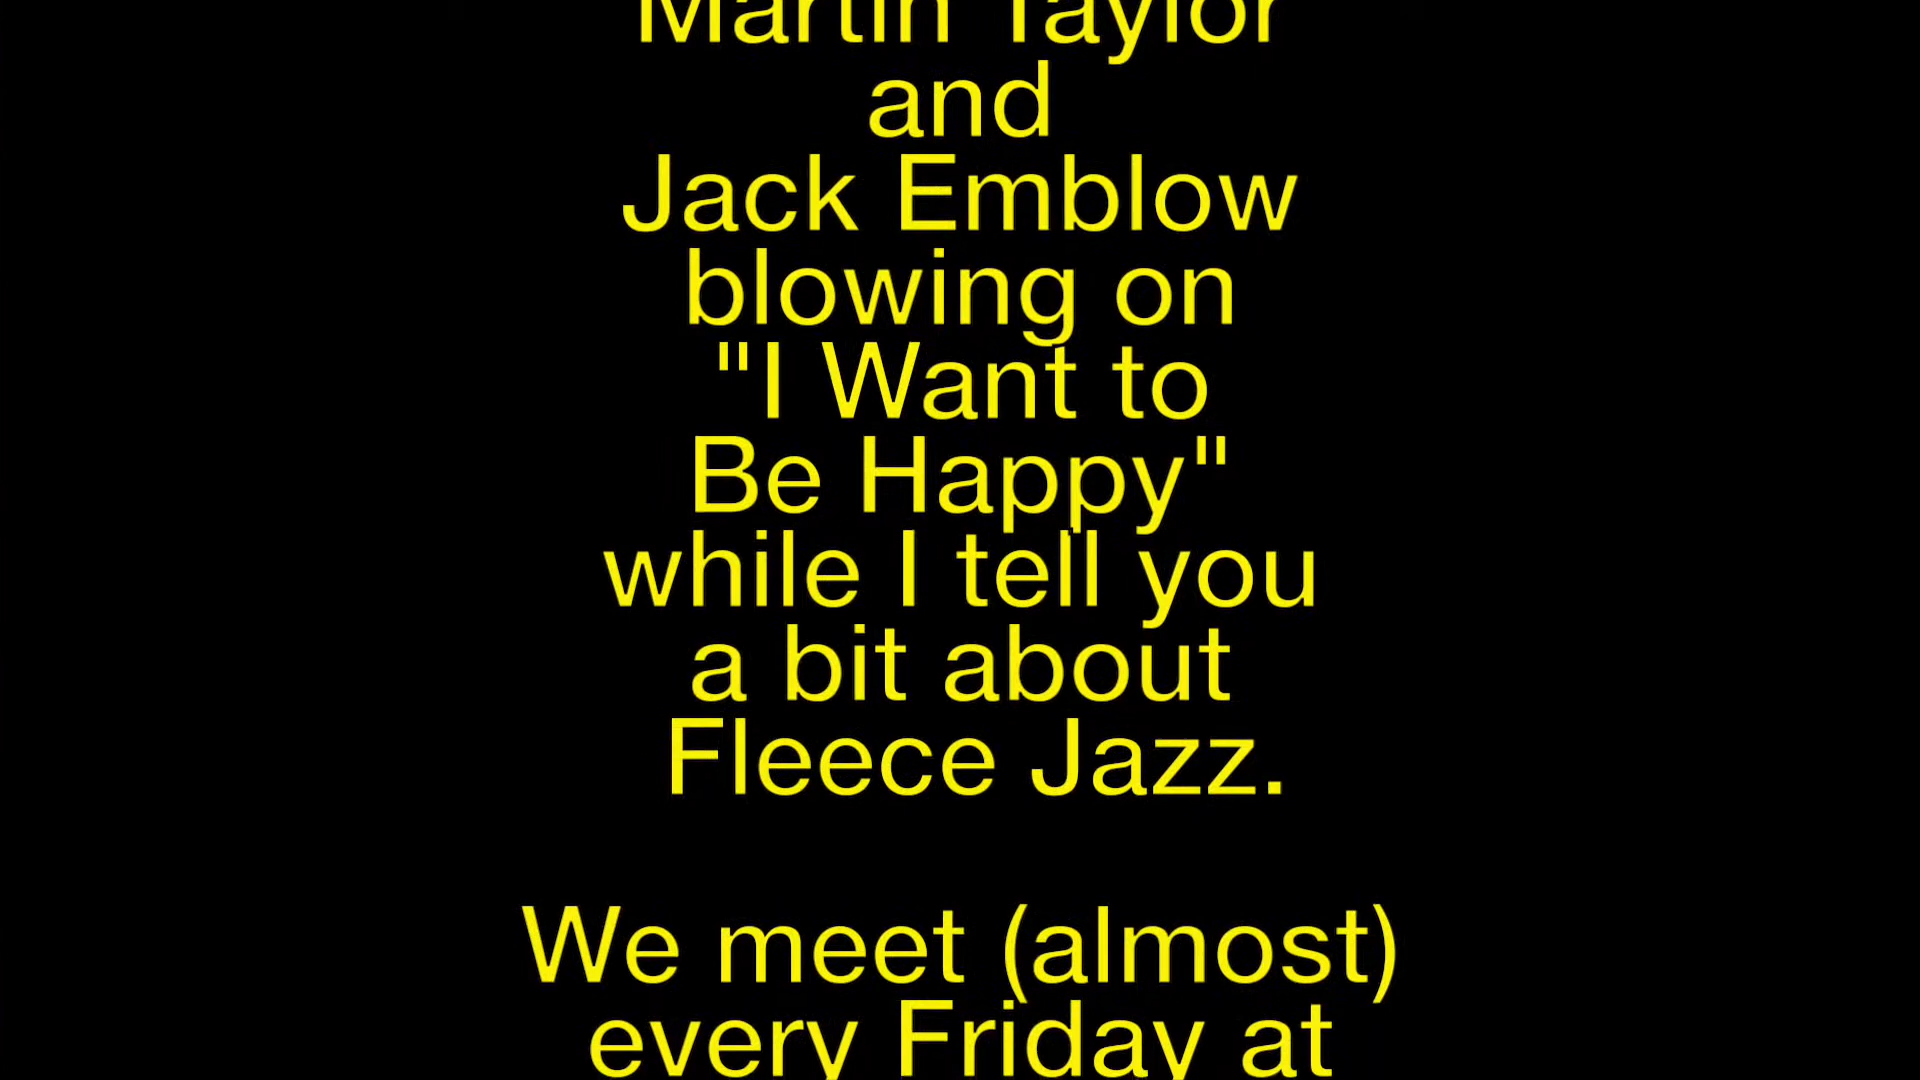 Martin Taylor
and
Jack Emblow
blowing on
"I Want to
Be Happy"
while I tell you
a bit about
Fleece Jazz.
We meet (almost)
every Friday at